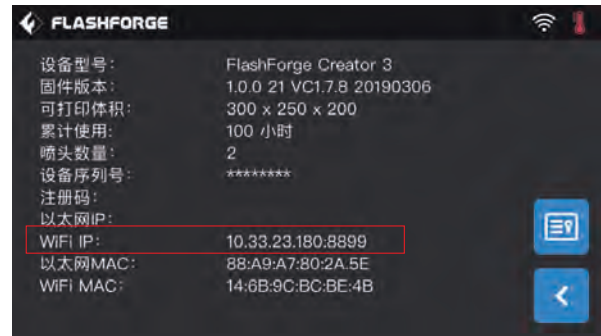 FLASHFORGE
设备型号: FlashForge Creator 3
固件版本: 1.0.0 21 VC1.7.8 20190306
可打印体积: 300 x 250 x 200
累计使用: 100 小时
喷头数量: 2
设备序列号: ********
注册码:
以太网IP:
WiFi IP: 10.33.23.180:8899
以太网MAC: 88:A9:A7:80:2A.5E
WiFi MAC: 14:6B:9C:BC:BE:4B